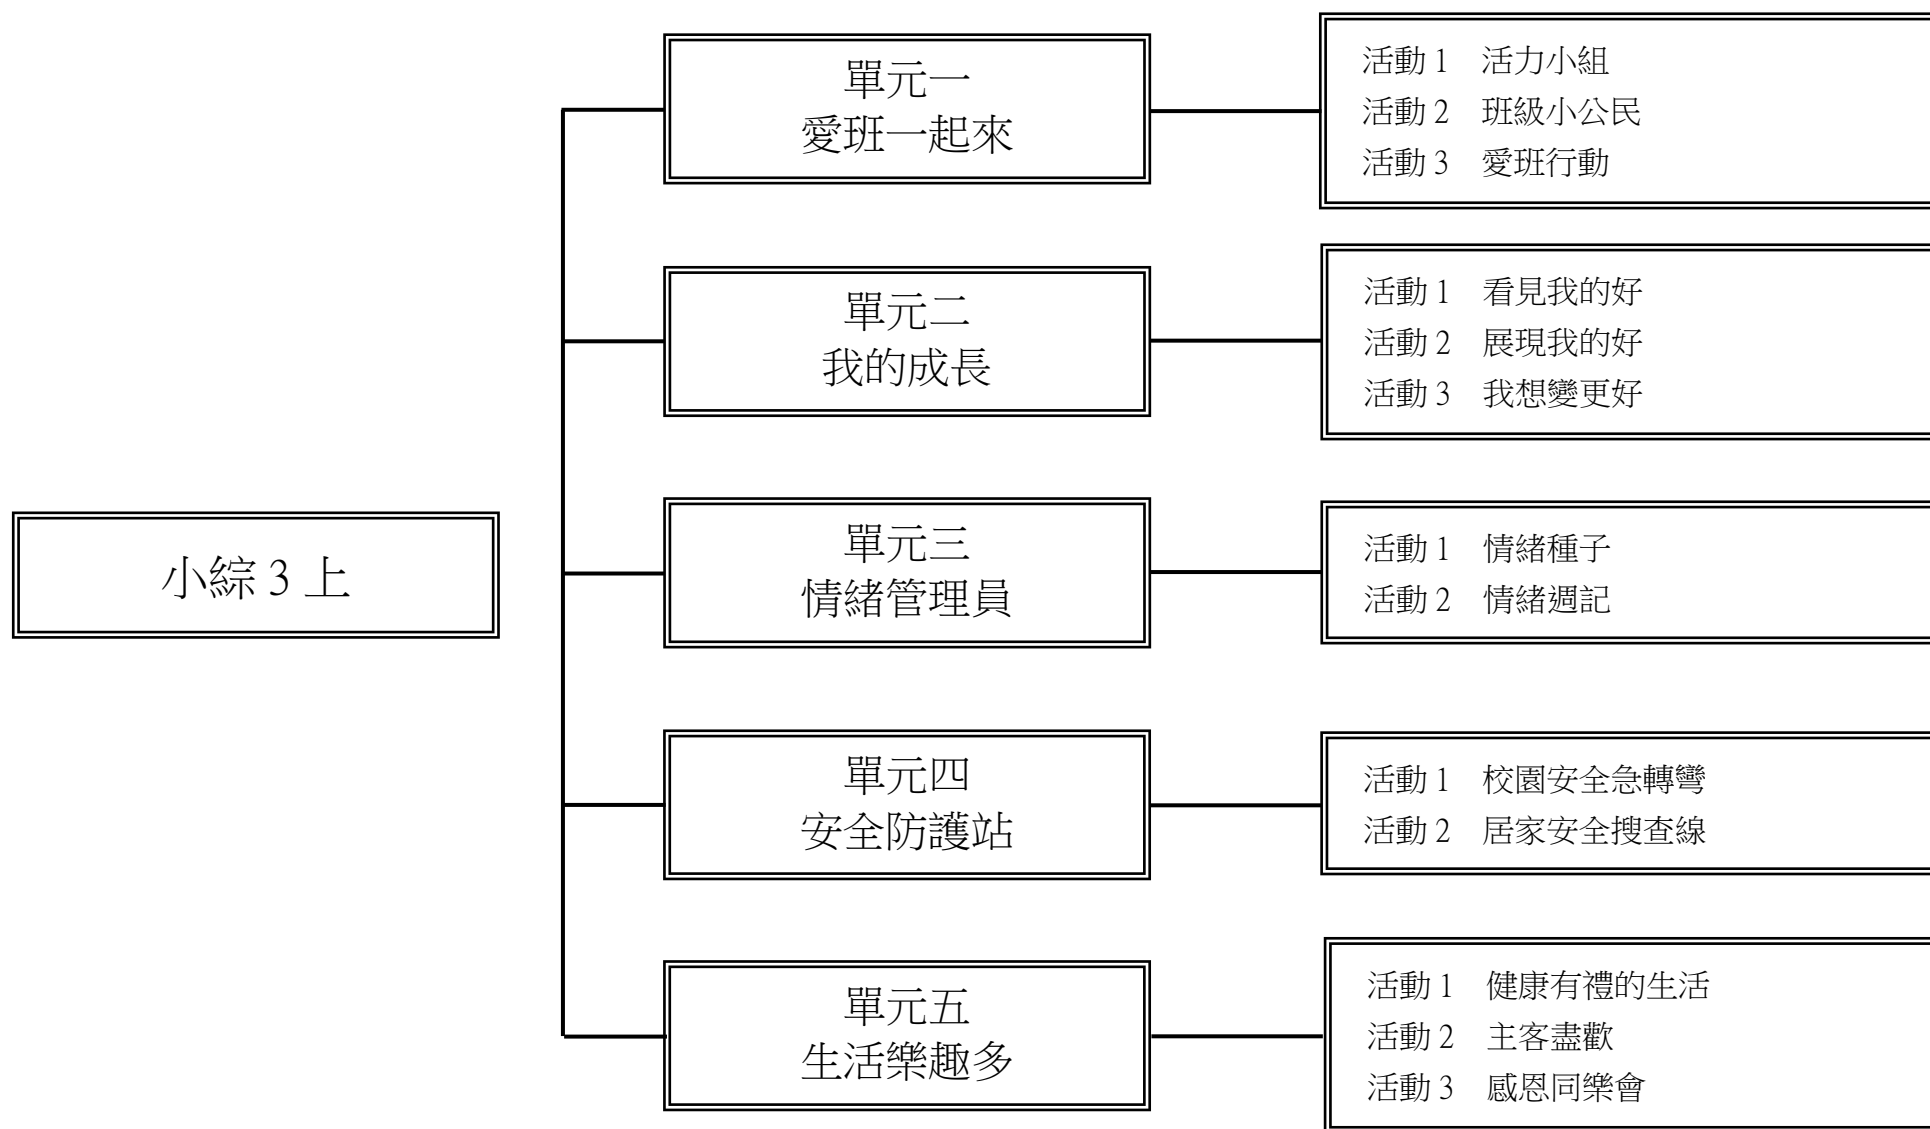 小綜 3 上
單元一
愛班一起來
活動 1　活力小組
活動 2　班級小公民
活動 3　愛班行動
單元二
我的成長
活動 1　看見我的好
活動 2　展現我的好
活動 3　我想變更好
單元三
情緒管理員
活動 1　情緒種子
活動 2　情緒週記
單元四
安全防護站
活動 1　校園安全急轉彎
活動 2　居家安全搜查線
單元五
生活樂趣多
活動 1　健康有禮的生活
活動 2　主客盡歡
活動 3　感恩同樂會